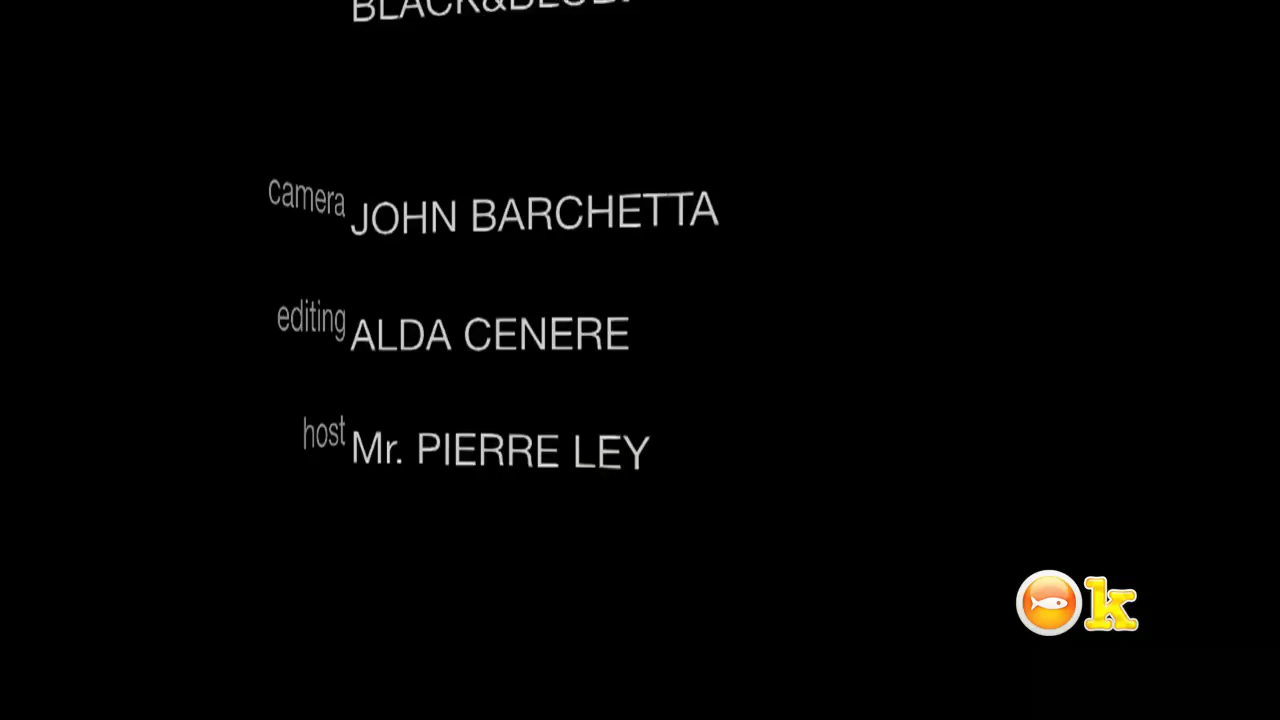 camera JOHN BARCHETTA
editing ALDA CENERE
host Mr. PIERRE LEY
k